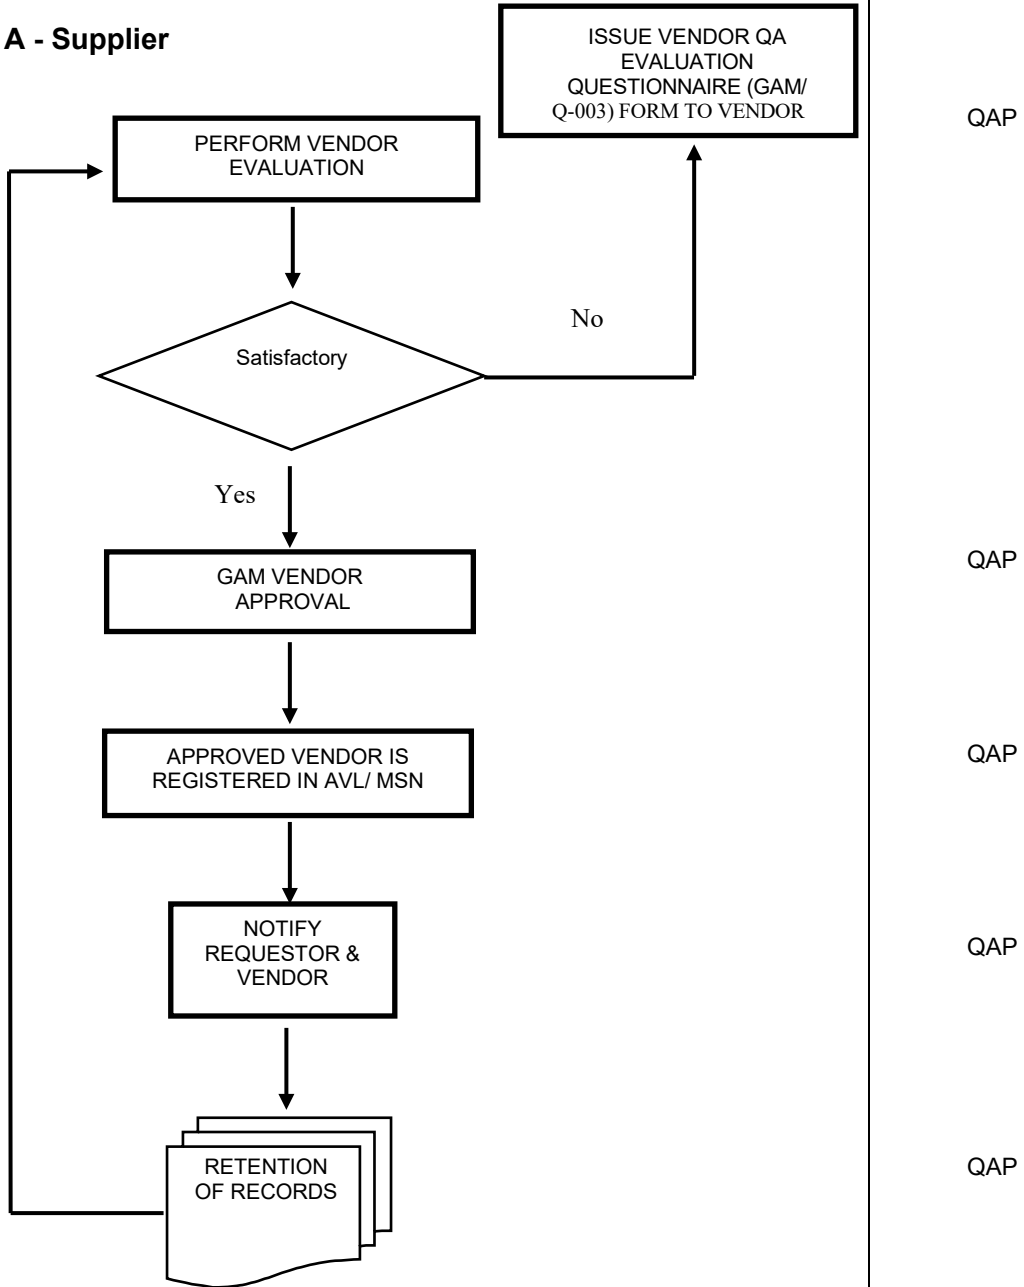 A - Supplier
ISSUE VENDOR QA
EVALUATION
QUESTIONNAIRE (GAM/
Q-003) FORM TO VENDOR
QAP
PERFORM VENDOR
EVALUATION
No
Satisfactory
Yes
GAM VENDOR
APPROVAL
QAP
APPROVED VENDOR IS
REGISTERED IN AVL/ MSN
QAP
NOTIFY
REQUESTOR &
VENDOR
QAP
RETENTION
OF RECORDS
QAP